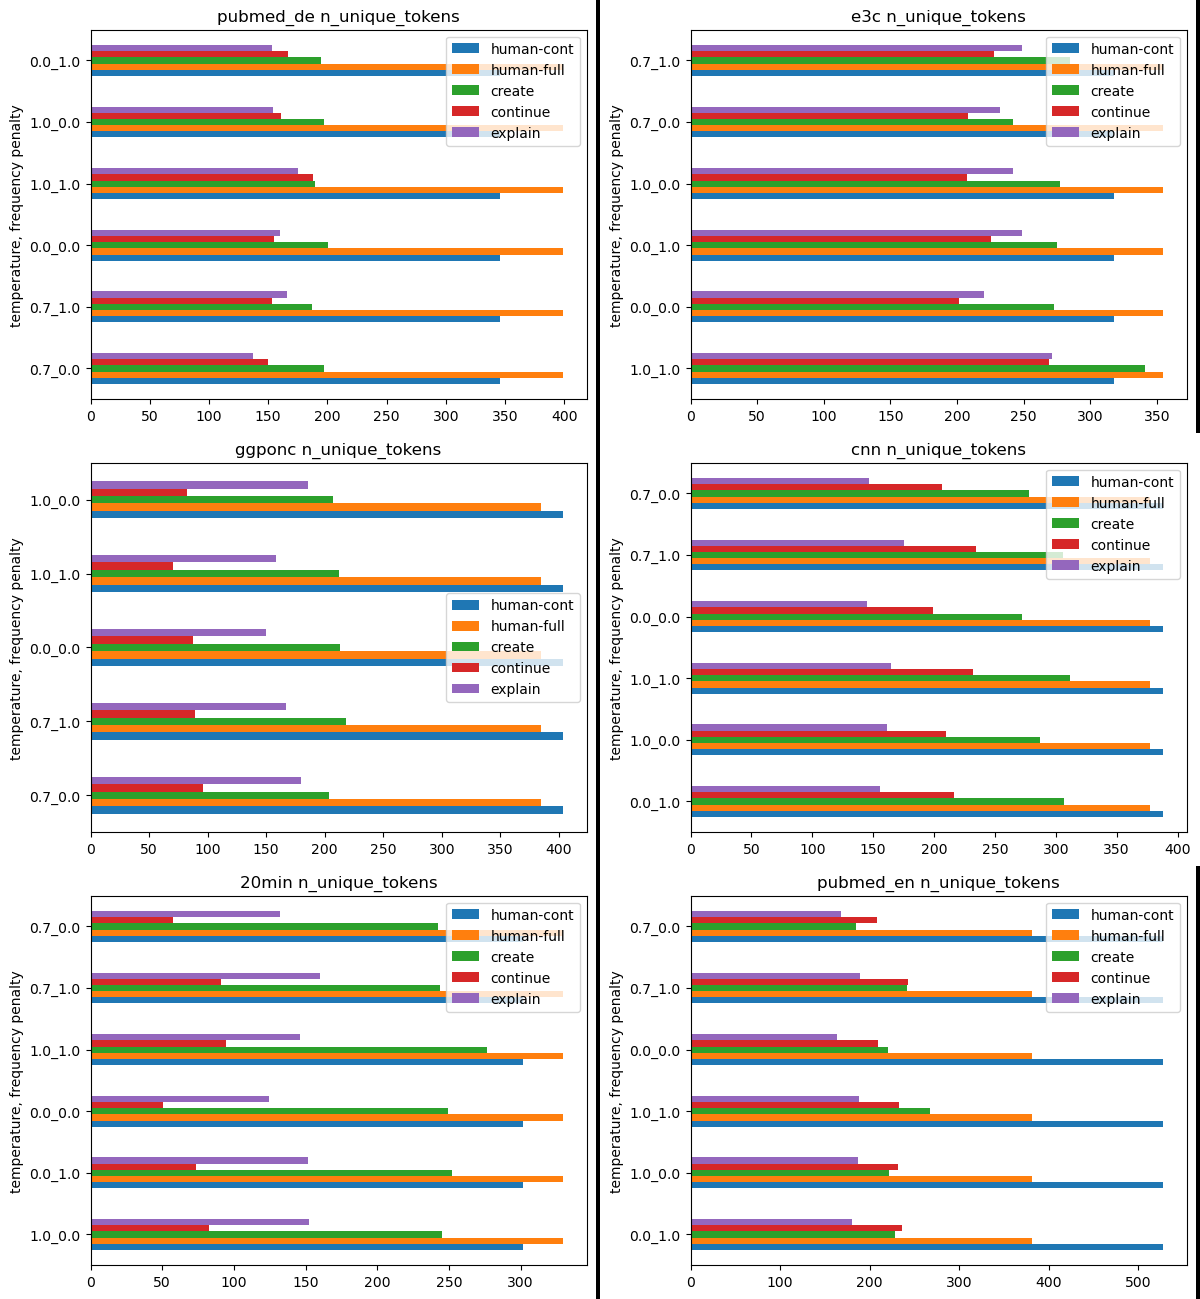 pubmed_de n_unique_tokens
temperature, frequency penalty
0.0_1.0
1.0_0.0
1.0_1.0
0.0_0.0
0.7_1.0
0.7_0.0
human-cont
human-full
create
continue
explain
0 50 100 150 200 250 300 350 400
e3c n_unique_tokens
temperature, frequency penalty
0.7_1.0
0.7_0.0
1.0_0.0
0.0_1.0
0.0_0.0
1.0_1.0
human-cont
human-full
create
continue
explain
0 50 100 150 200 250 300 350
ggponc n_unique_tokens
temperature, frequency penalty
1.0_0.0
1.0_1.0
0.0_0.0
0.7_1.0
0.7_0.0
human-cont
human-full
create
continue
explain
0 50 100 150 200 250 300 350 400
cnn n_unique_tokens
temperature, frequency penalty
0.7_0.0
0.7_1.0
0.0_0.0
1.0_1.0
1.0_0.0
0.0_1.0
human-cont
human-full
create
continue
explain
0 50 100 150 200 250 300 350 400
20min n_unique_tokens
temperature, frequency penalty
0.7_0.0
0.7_1.0
1.0_1.0
0.0_0.0
0.0_1.0
1.0_0.0
human-cont
human-full
create
continue
explain
0 50 100 150 200 250 300
pubmed_en n_unique_tokens
temperature, frequency penalty
0.7_0.0
0.7_1.0
0.0_0.0
1.0_1.0
1.0_0.0
0.0_1.0
human-cont
human-full
create
continue
explain
0 100 200 300 400 500